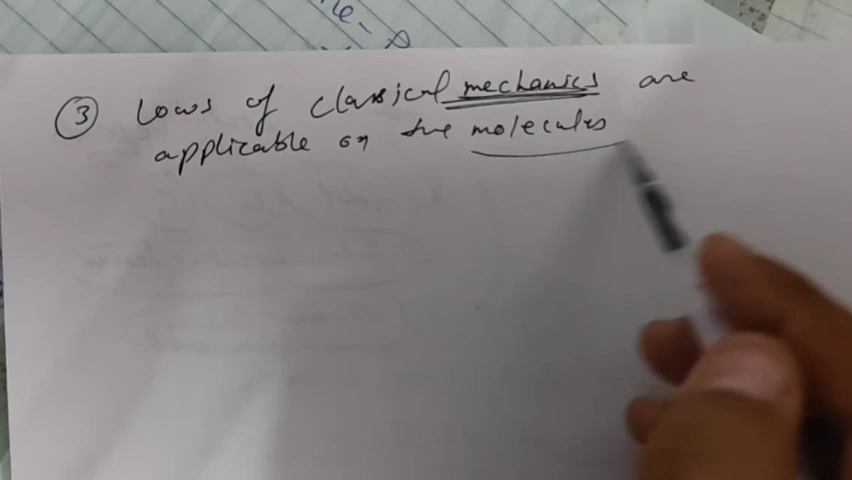 ③ Laws of classical mechanics are
applicable on the molecules